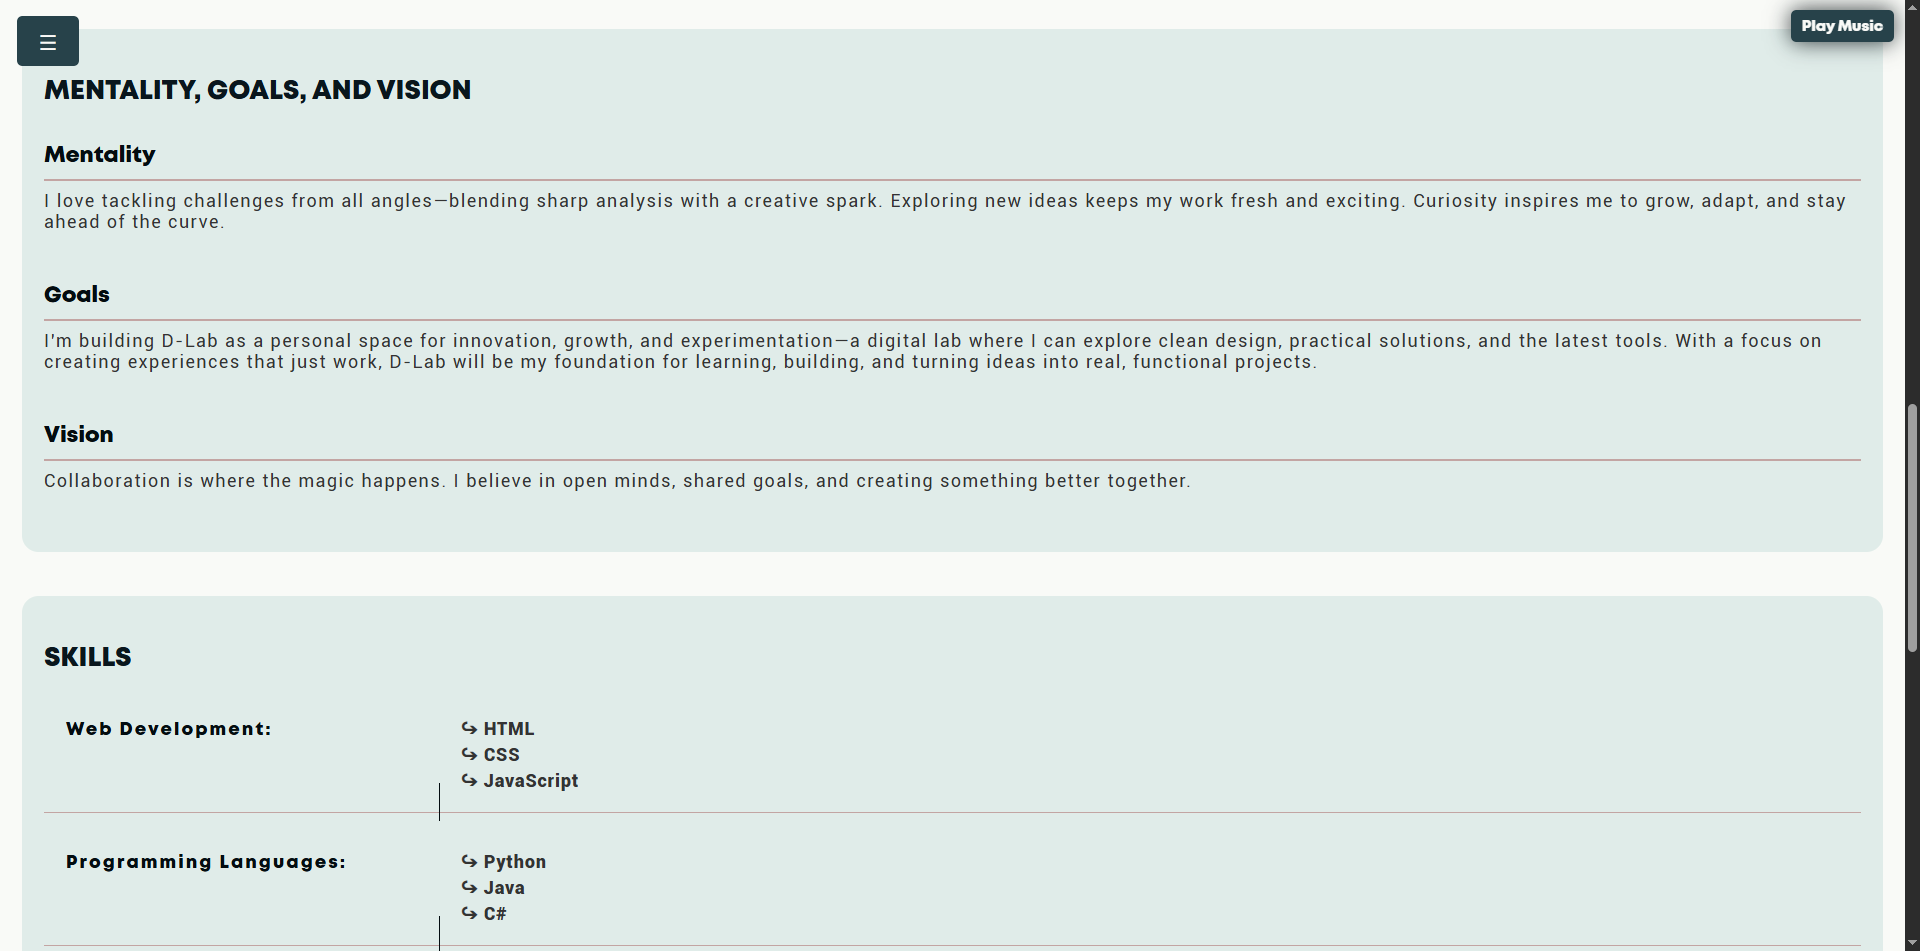 ☰
Play Music
MENTALITY, GOALS, AND VISION
Mentality
I love tackling challenges from all angles—blending sharp analysis with a creative spark. Exploring new ideas keeps my work fresh and exciting. Curiosity inspires me to grow, adapt, and stay
ahead of the curve.
Goals
I'm building D-Lab as a personal space for innovation, growth, and experimentation—a digital lab where I can explore clean design, practical solutions, and the latest tools. With a focus on
creating experiences that just work, D-Lab will be my foundation for learning, building, and turning ideas into real, functional projects.
Vision
Collaboration is where the magic happens. I believe in open minds, shared goals, and creating something better together.
SKILLS
Web Development:
↪ HTML
↪ CSS
↪ JavaScript
Programming Languages:
↪ Python
↪ Java
↪ C#